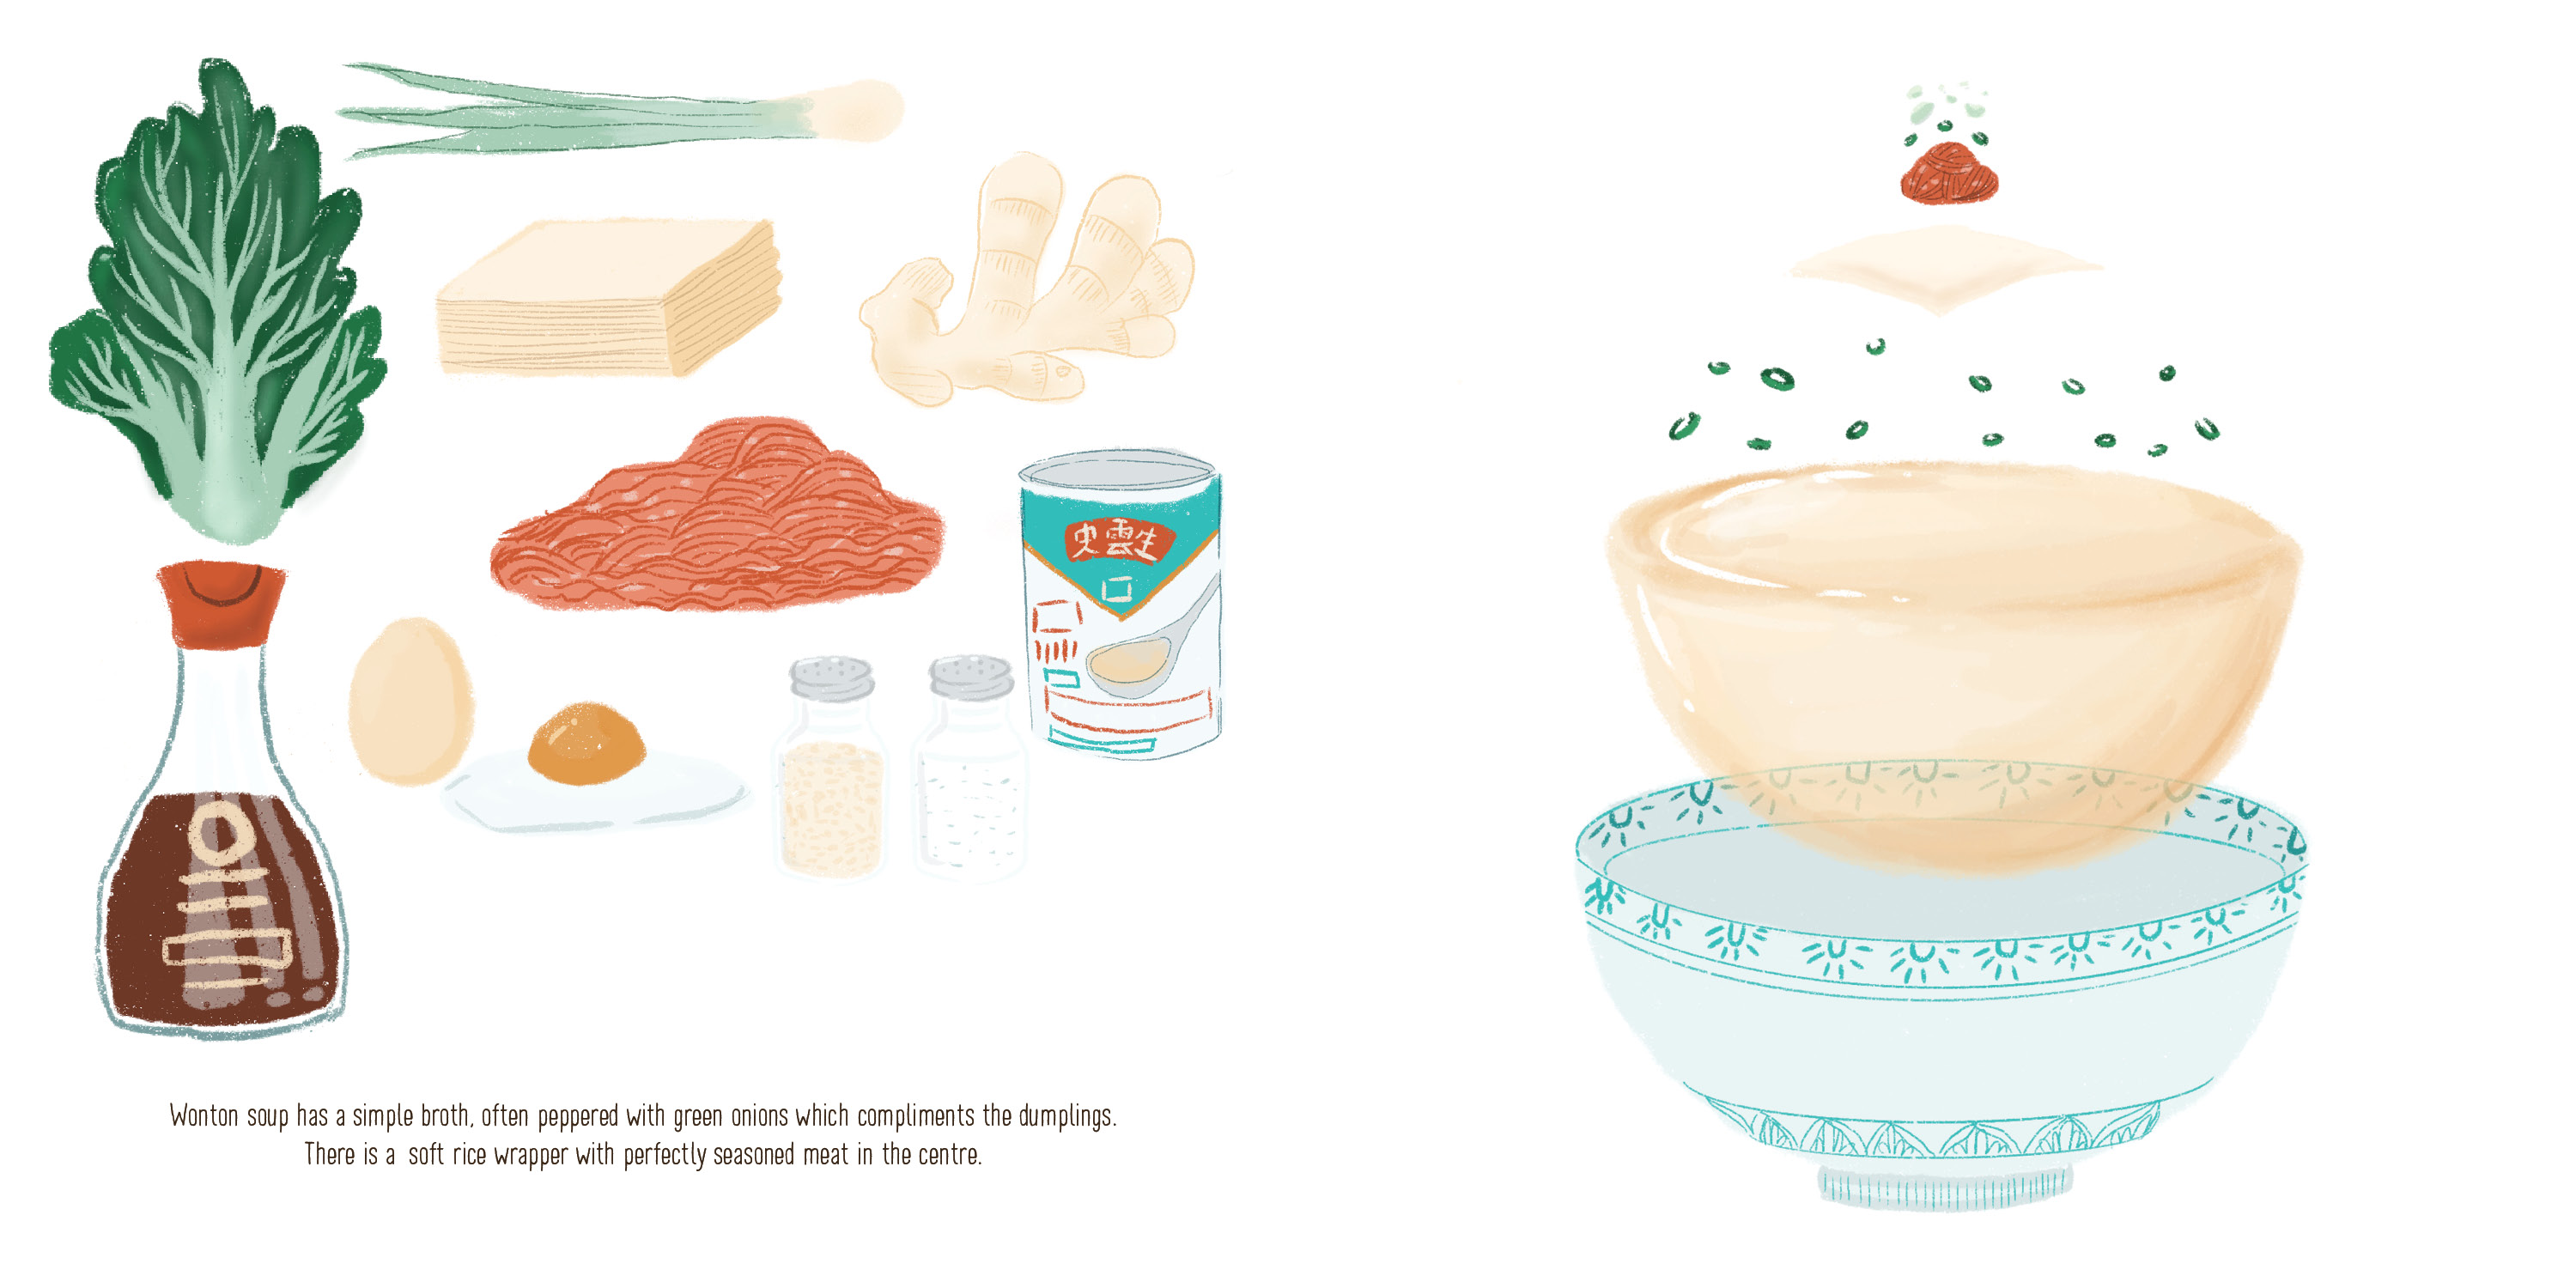 史雲生
Wonton soup has a simple broth, often peppered with green onions which compliments the dumplings.
There is a soft rice wrapper with perfectly seasoned meat in the centre.